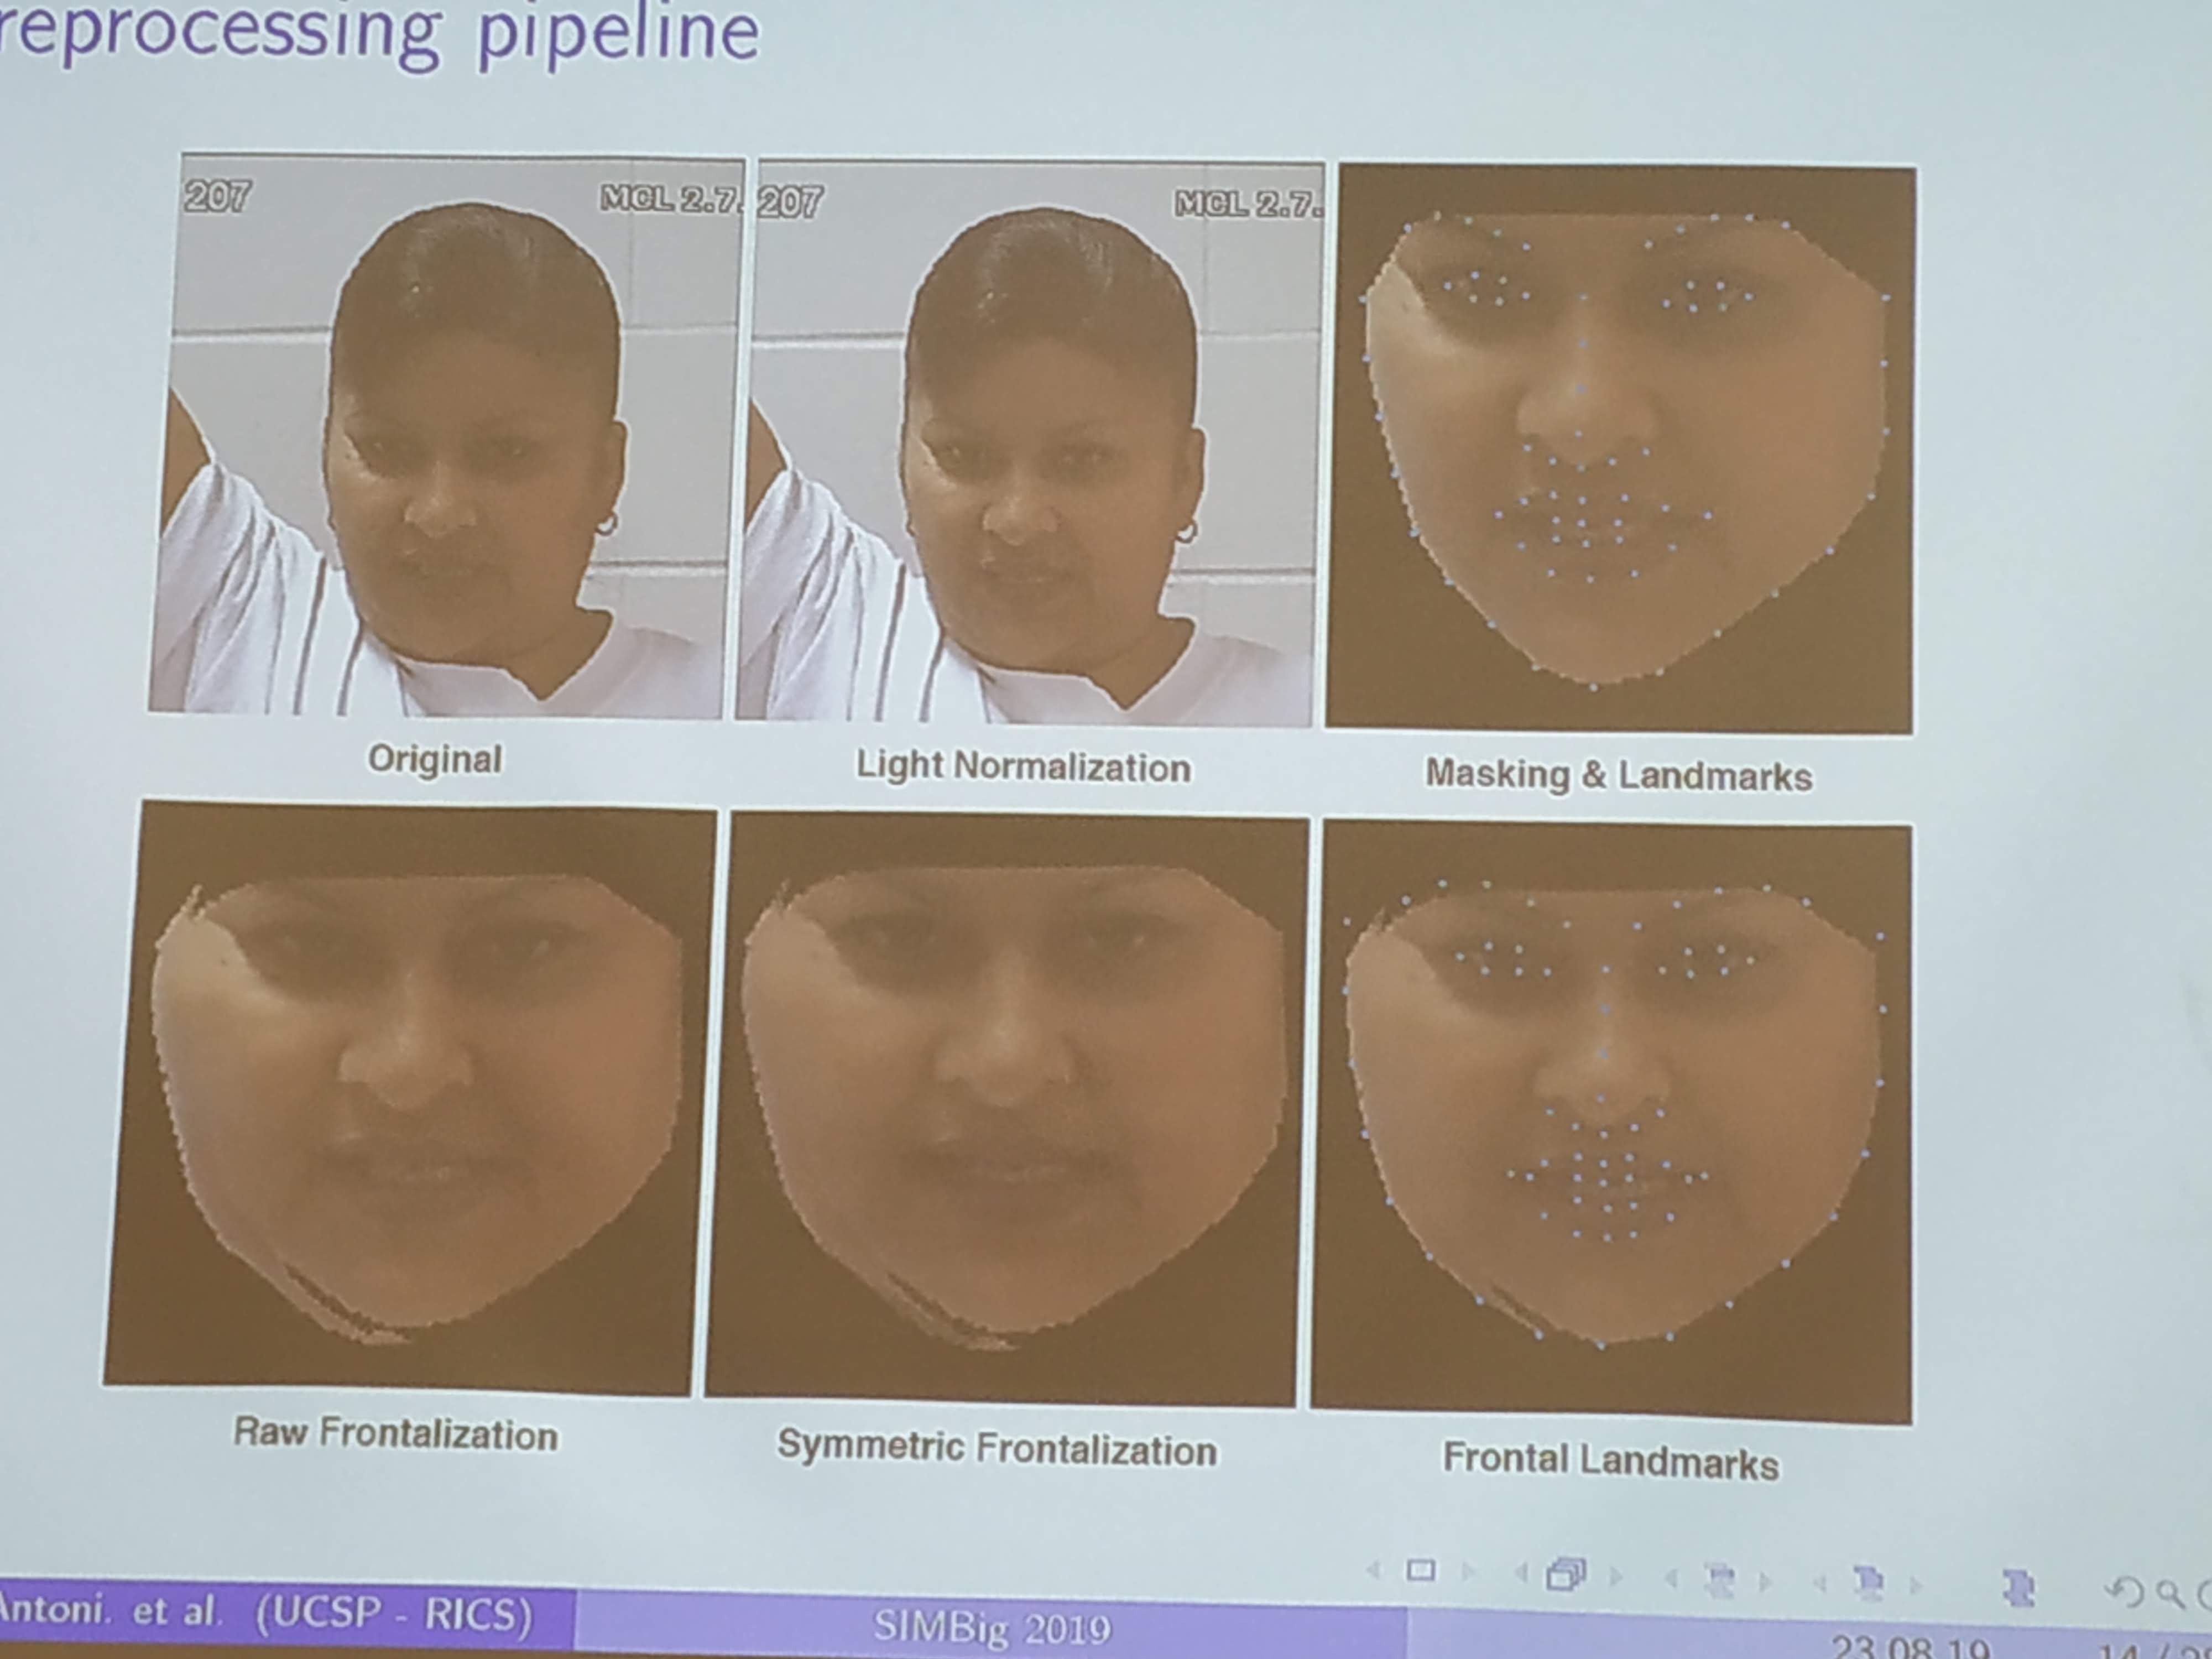 reprocessing pipeline
207 MCL 2.7. 207 MCL 2.7.
Original Light Normalization Masking & Landmarks
Raw Frontalization Symmetric Frontalization Frontal Landmarks
Antoni. et al. (UCSP - RICS) SIMBig 2019 23.08.19 14 /